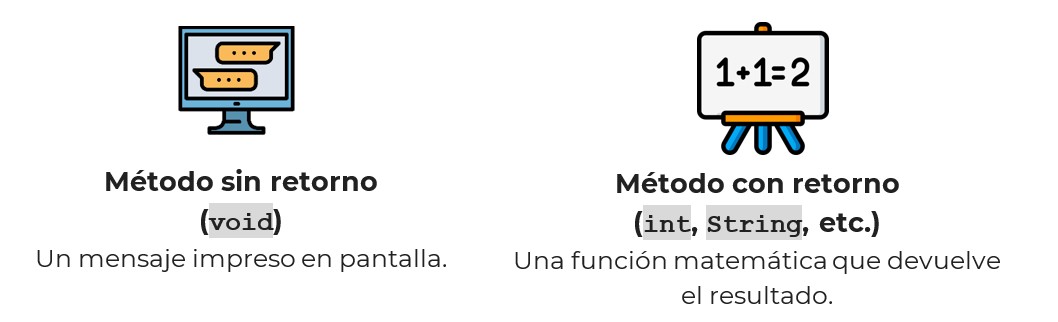 1+1=2
Método sin retorno
(void)
Un mensaje impreso en pantalla.
Método con retorno
(int, String, etc.)
Una función matemática que devuelve
el resultado.